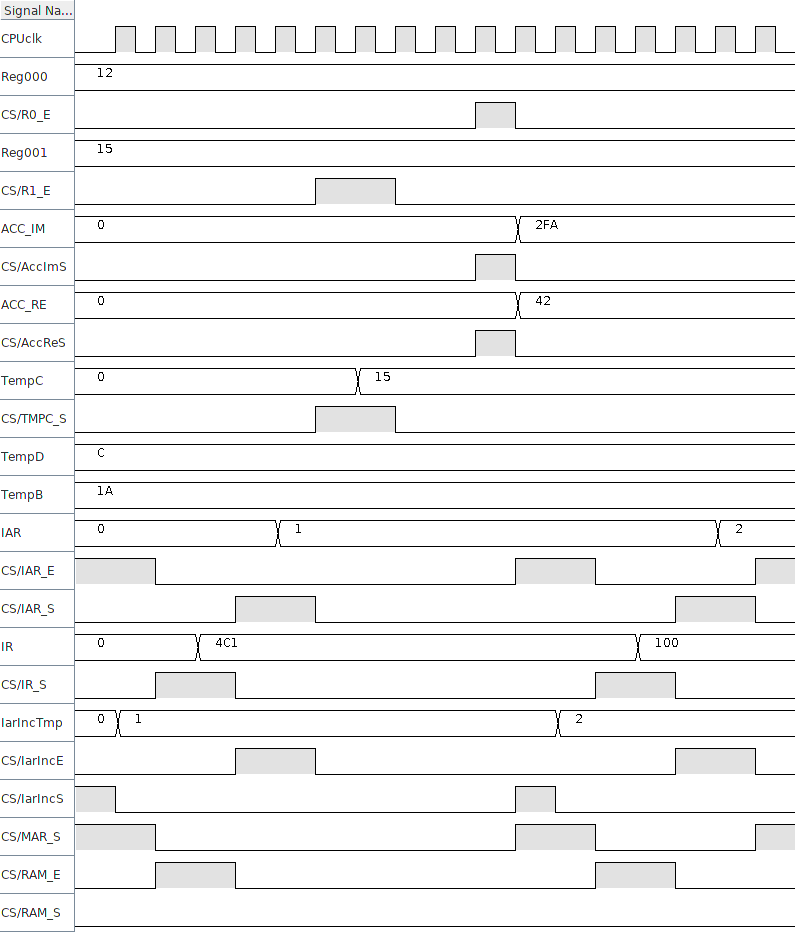 Signal Na...
CPUclk
Reg000 12
CS/R0_E
Reg001 15
CS/R1_E
ACC_IM 0 2FA
CS/AccImS
ACC_RE 0 42
CS/AccReS
TempC 0 15
CS/TMPC_S
TempD C
TempB 1A
IAR 0 1 2
CS/IAR_E
CS/IAR_S
IR 0 4C1 100
CS/IR_S
IarIncTmp 0 1 2
CS/IarIncE
CS/IarIncS
CS/MAR_S
CS/RAM_E
CS/RAM_S